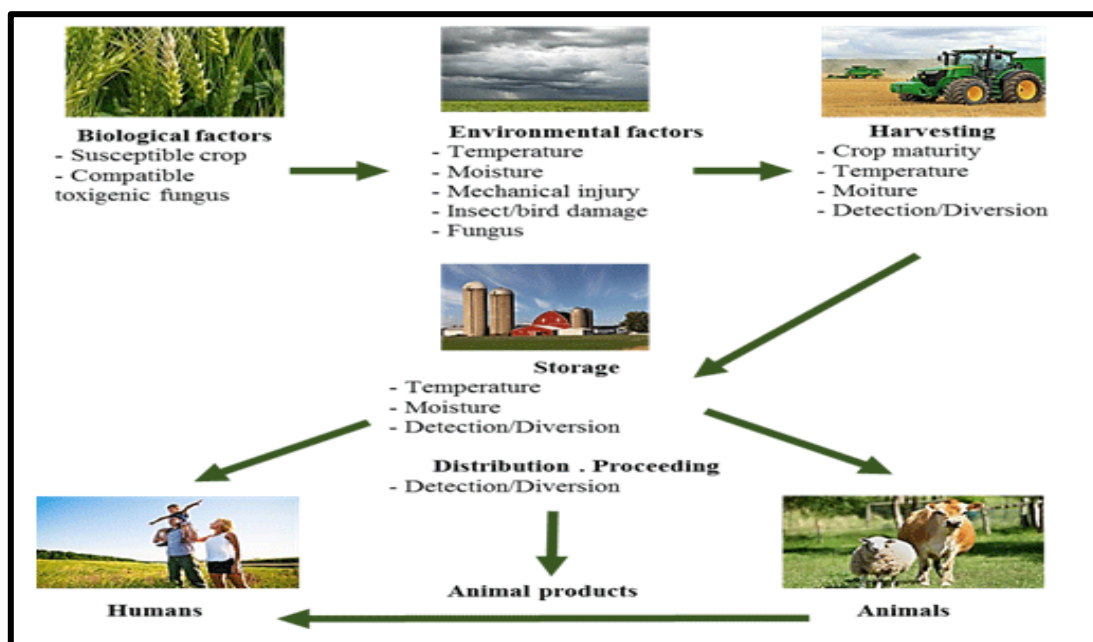 Biological factors
- Susceptible crop
- Compatible
toxigenic fungus
Environmental factors
- Temperature
- Moisture
- Mechanical injury
- Insect/bird damage
- Fungus
Harvesting
- Crop maturity
- Temperature
- Moiture
- Detection/Diversion
Storage
- Temperature
- Moisture
- Detection/Diversion
Distribution . Proceeding
- Detection/Diversion
Humans
Animal products
Animals